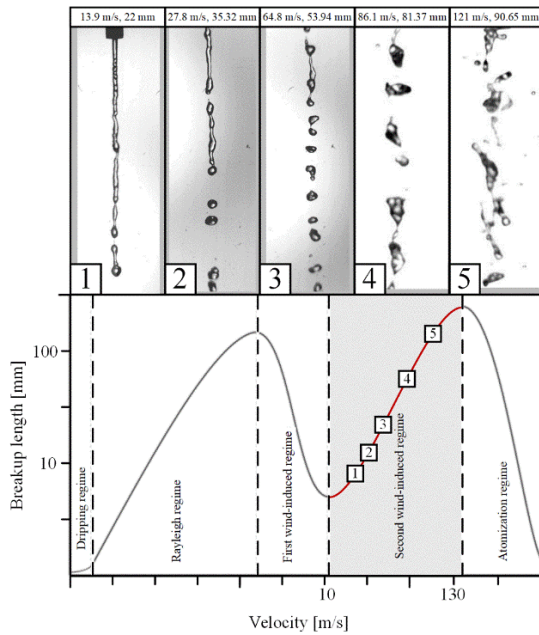 13.9 m/s, 22 mm
27.8 m/s, 35.32 mm
64.8 m/s, 53.94 mm
86.1 m/s, 81.37 mm
121 m/s, 90.65 mm
1
2
3
4
5
Breakup length [mm]
100
10
Dripping regime
Rayleigh regime
First wind-induced regime
Second wind-induced regime
Atomization regime
1
2
3
4
5
10
130
Velocity [m/s]